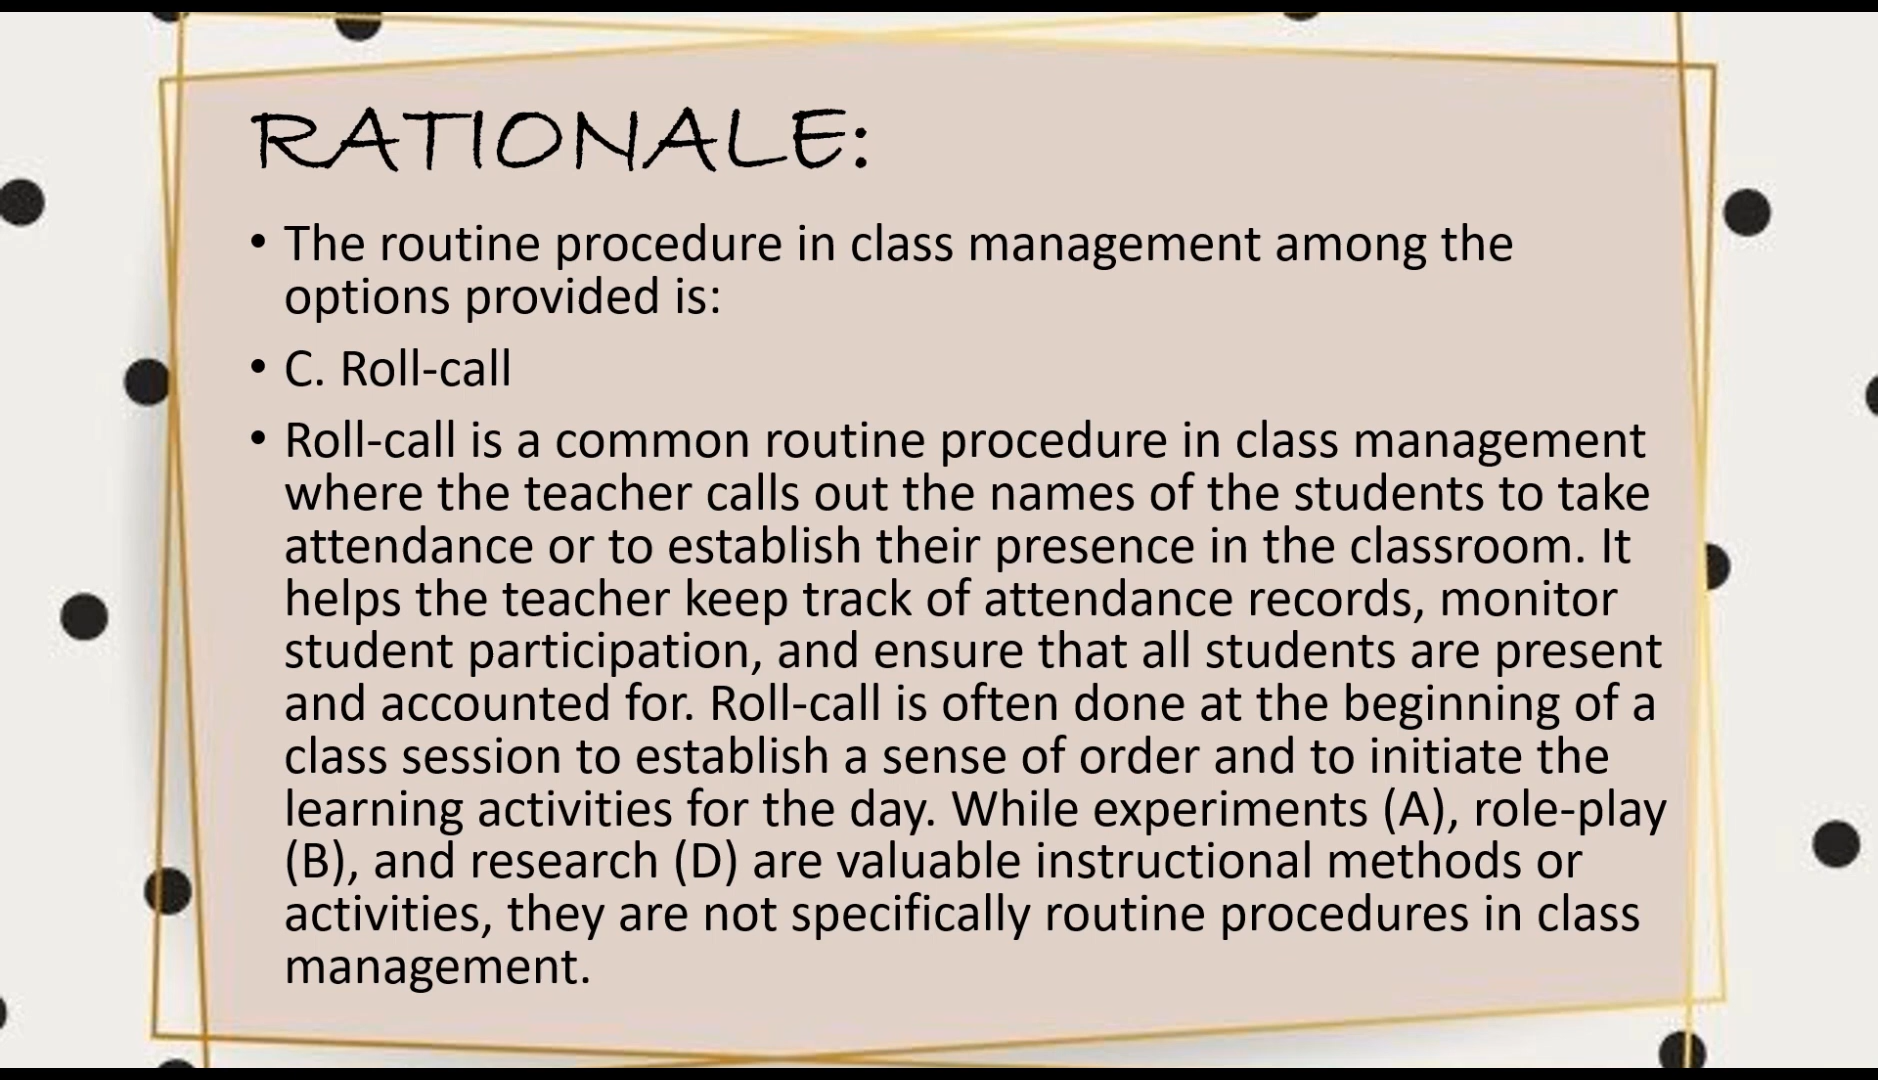 RATIONALE:
• The routine procedure in class management among the
options provided is:
• C. Roll-call
• Roll-call is a common routine procedure in class management
where the teacher calls out the names of the students to take
attendance or to establish their presence in the classroom. It
helps the teacher keep track of attendance records, monitor
student participation, and ensure that all students are present
and accounted for. Roll-call is often done at the beginning of a
class session to establish a sense of order and to initiate the
learning activities for the day. While experiments (A), role-play
(B), and research (D) are valuable instructional methods or
activities, they are not specifically routine procedures in class
management.